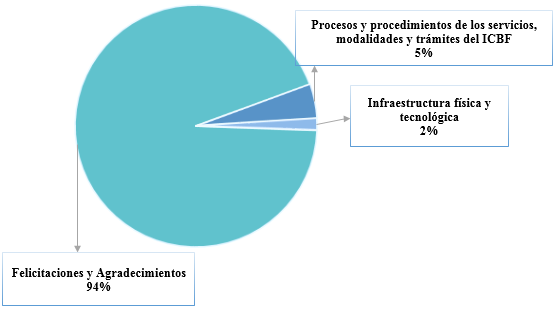 Procesos y procedimientos de los servicios,
modalidades y trámites del ICBF
5%
Infraestructura física y
tecnológica
2%
Felicitaciones y Agradecimientos
94%